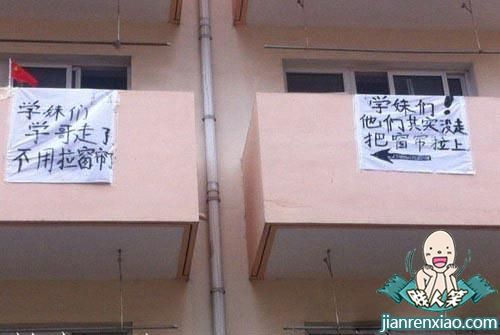 学妹们
学哥走了
不用拉窗帘
学妹们！
他们其实没走
把窗帘拉上
贱人笑
jianrenxiao.com